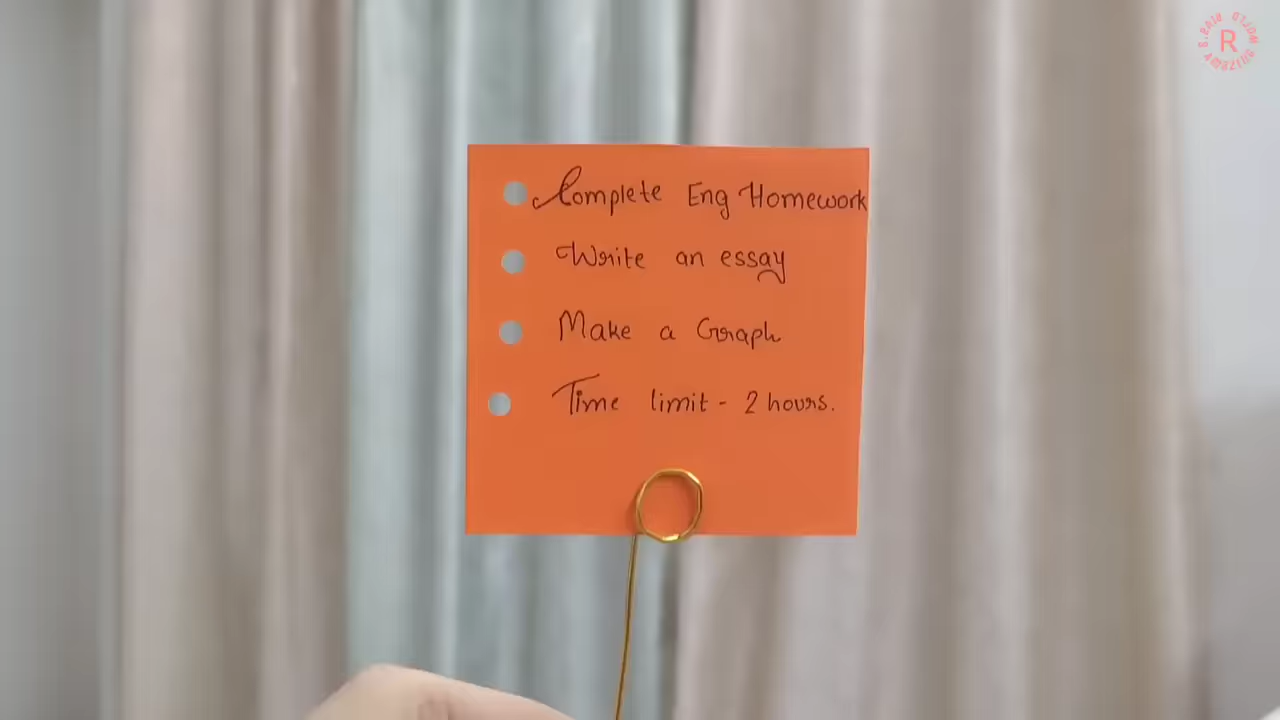 Complete Eng Homework
Write an essay
Make a Graph
Time limit - 2 hours.
R